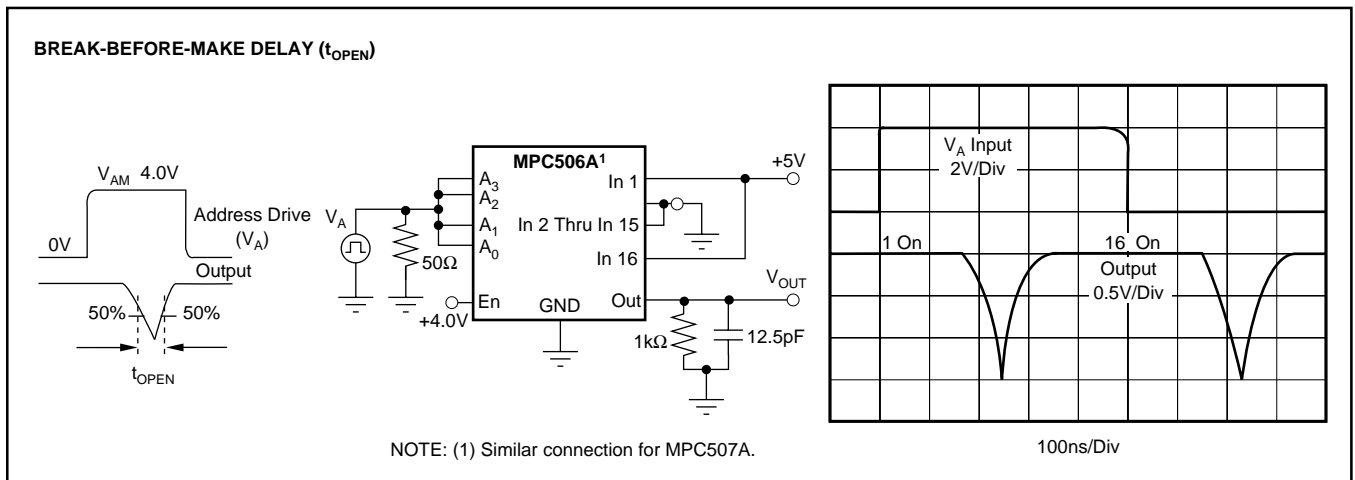 BREAK-BEFORE-MAKE DELAY (tOPEN)
VAM 4.0V
0V
Address Drive
(VA)
Output
50% 50%
tOPEN
VA
50Ω
+4.0V
MPC506A1
A3
A2
A1
A0
En
GND
In 1
In 2 Thru In 15
In 16
Out
+5V
VOUT
1kΩ
12.5pF
NOTE: (1) Similar connection for MPC507A.
VA Input
2V/Div
1 On
16 On
Output
0.5V/Div
100ns/Div